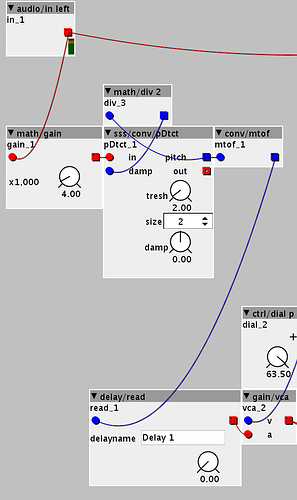 audio/in left
in_1
math/div 2
div_3
math/gain
gain_1
x1,000
4.00
sss/conv/pDtct
pDtct_1
in
pitch
damp
out
tresh
2.00
size
2
damp
0.00
conv/mtof
mtof_1
ctrl/dial p
dial_2
+
63.50
delay/read
read_1
delayname
Delay 1
0.00
gain/vca
vca_2
v
a